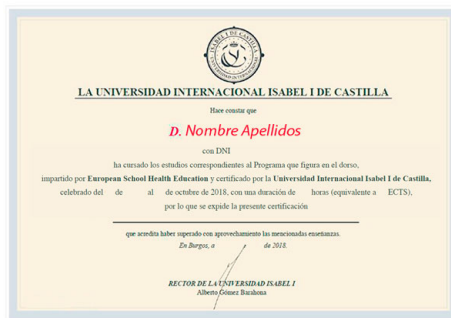 ISABEL I DE CASTILLA
UNIVERSIDAD INTERNACIONAL
LA UNIVERSIDAD INTERNACIONAL ISABEL I DE CASTILLA
Hace constar que
D. Nombre Apellidos
con DNI
ha cursado los estudios correspondientes al Programa que figura en el dorso,
impartido por European School Health Education y certificado por la Universidad Internacional Isabel I de Castilla,
celebrado del de al de octubre de 2018, con una duración de horas (equivalente a ECTS),
por lo que se expide la presente certificación
que acredita haber superado con aprovechamiento las mencionadas enseñanzas.
En Burgos, a de 2018.
RECTOR DE LA UNIVERSIDAD ISABEL I
Alberto Gómez Barahona